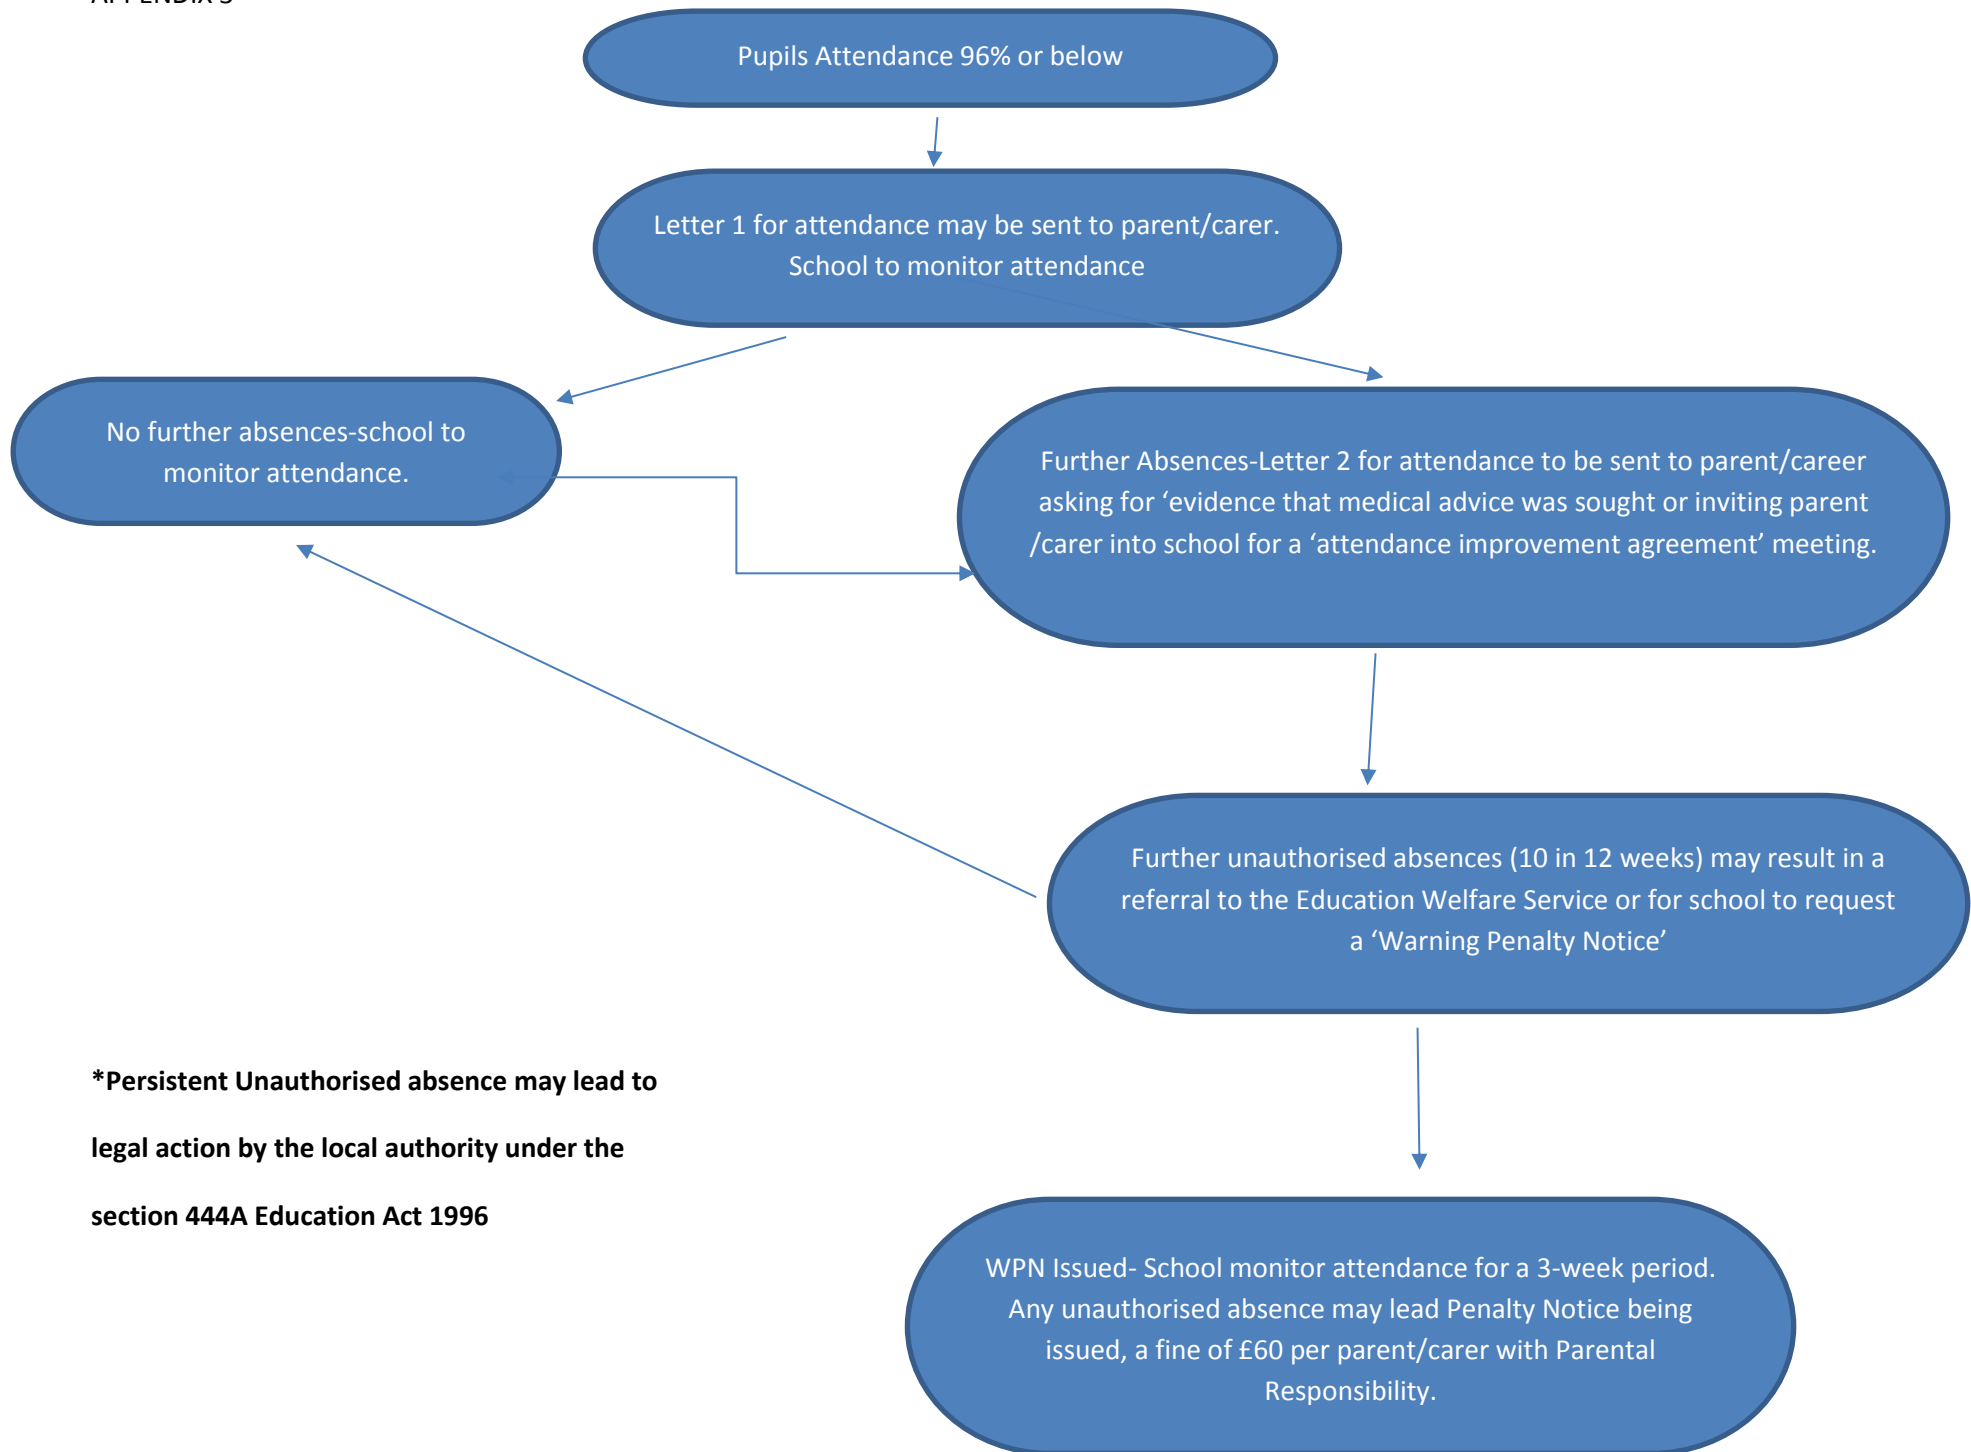 Pupils Attendance 96% or below
Letter 1 for attendance may be sent to parent/carer.
School to monitor attendance
No further absences-school to
monitor attendance.
Further Absences-Letter 2 for attendance to be sent to parent/career
asking for ‘evidence that medical advice was sought or inviting parent
/carer into school for a ‘attendance improvement agreement’ meeting.
Further unauthorised absences (10 in 12 weeks) may result in a
referral to the Education Welfare Service or for school to request
a ‘Warning Penalty Notice’
*Persistent Unauthorised absence may lead to
legal action by the local authority under the
section 444A Education Act 1996
WPN Issued- School monitor attendance for a 3-week period.
Any unauthorised absence may lead Penalty Notice being
issued, a fine of £60 per parent/carer with Parental
Responsibility.